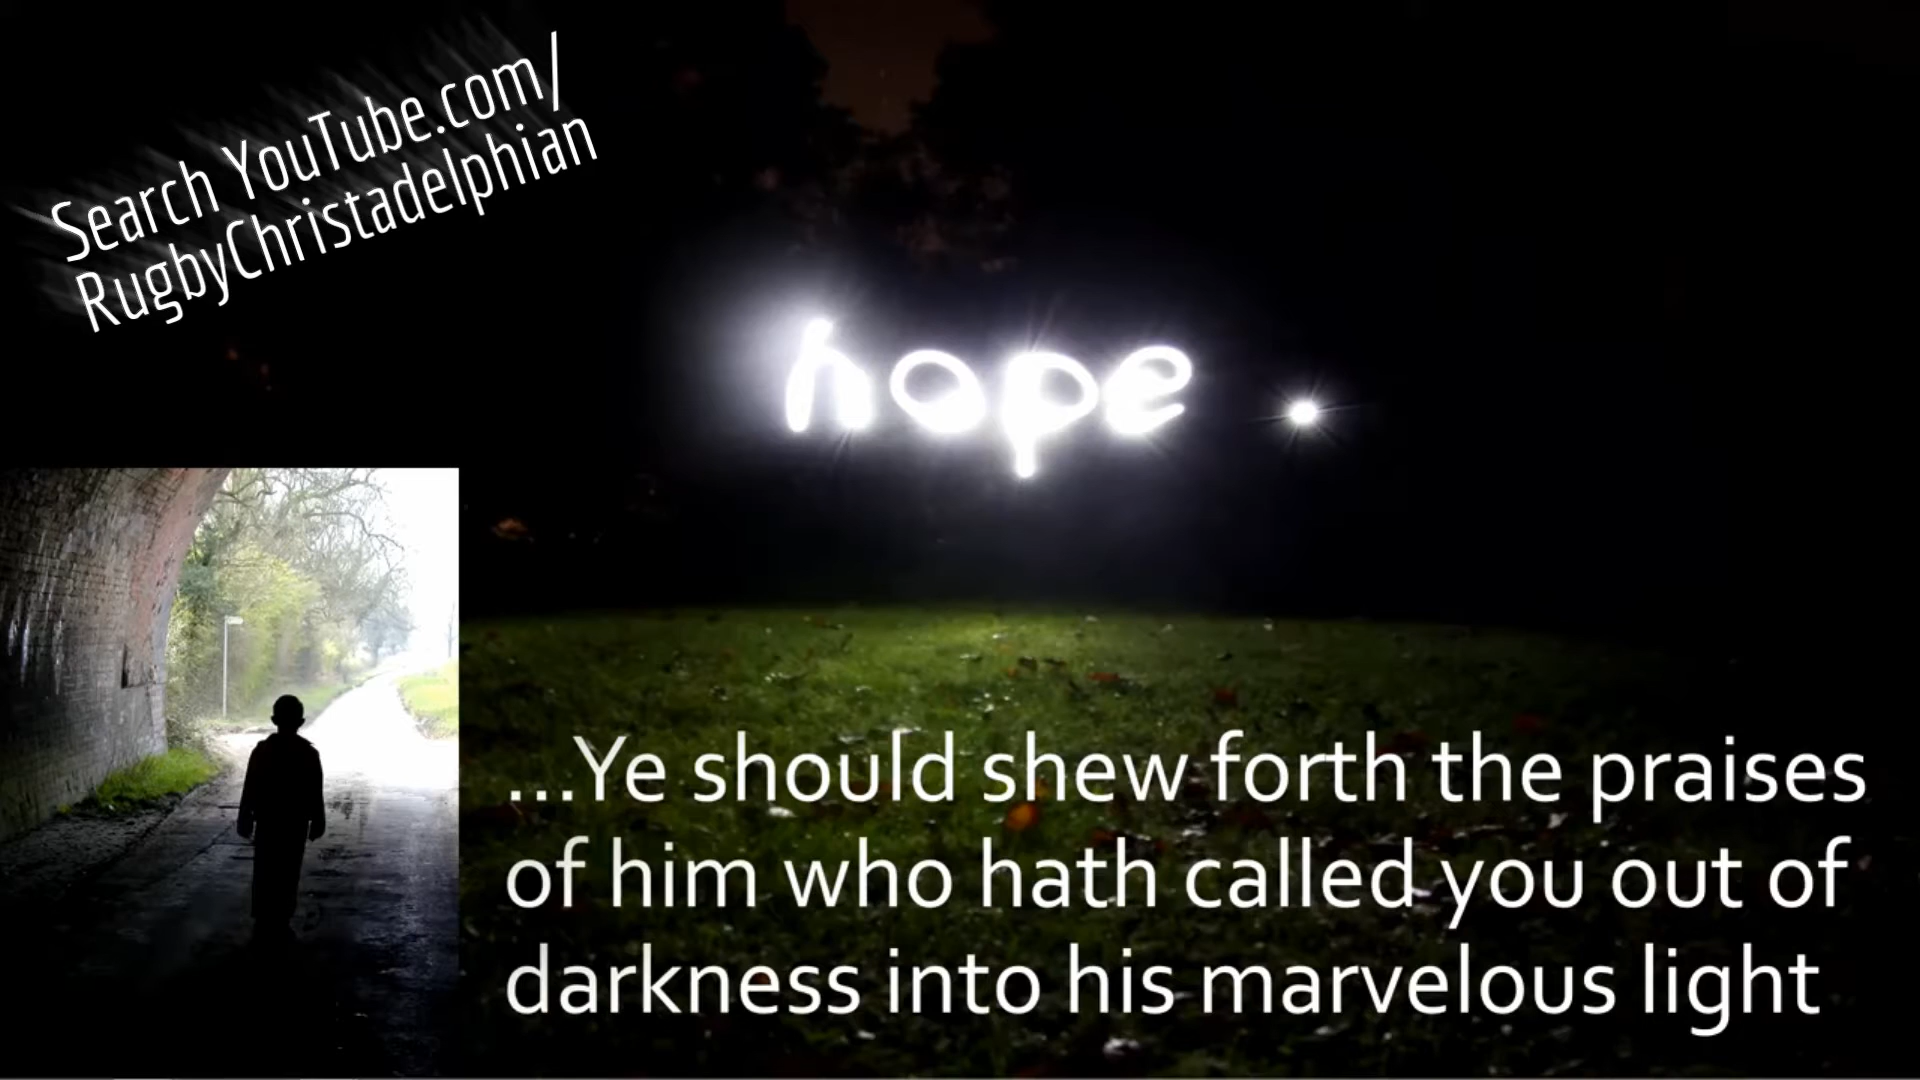 Search YouTube.com/
RugbyChristadelphian
hope .
...Ye should shew forth the praises
of him who hath called you out of
darkness into his marvelous light